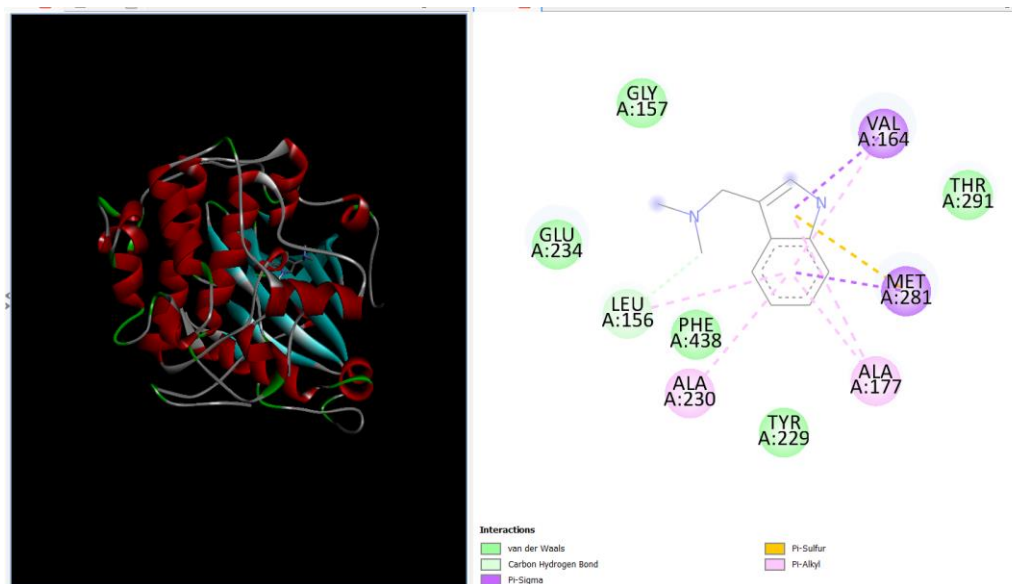 GLY
A:157
VAL
A:164
THR
A:291
N
N
GLU
A:234
MET
A:281
LEU
A:156
PHE
A:438
ALA
A:230
ALA
A:177
TYR
A:229
Interactions
van der Waals
Carbon Hydrogen Bond
Pi-Sigma
Pi-Sulfur
Pi-Alkyl